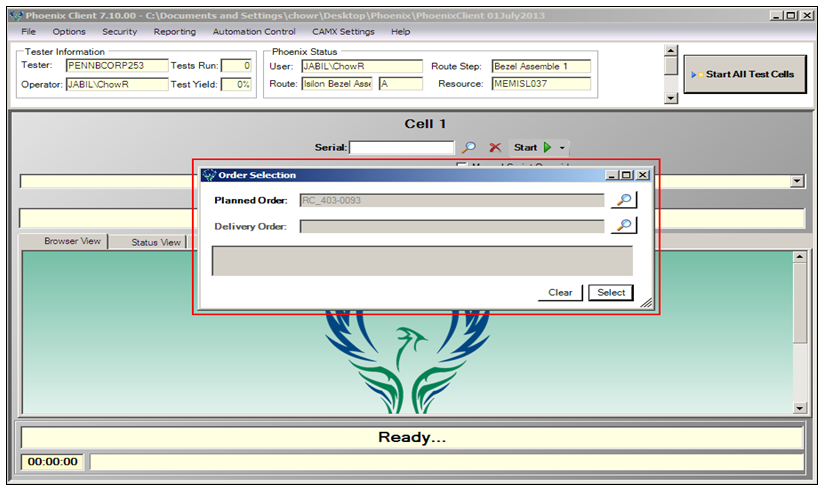 Phoenix Client 7.10.00 - C:\Documents and Settings\chowr\Desktop\Phoenix\PhoenixClient 01July2013
File Options Security Reporting Automation Control CAMX Settings Help
Tester Information
Tester: PENNBCORP253 Tests Run: 0
Operator: JABIL\ChowR Test Yield: 0%
Phoenix Status
User: JABIL\ChowR Route Step: Bezel Assemble 1
Route: Isilon Bezel Asse A Resource: MEMISL037
Start All Test Cells
Cell 1
Serial: Start
Order Selection
Planned Order: RC_403-0093
Delivery Order:
Clear Select
Browser View Status View
Ready...
00:00:00